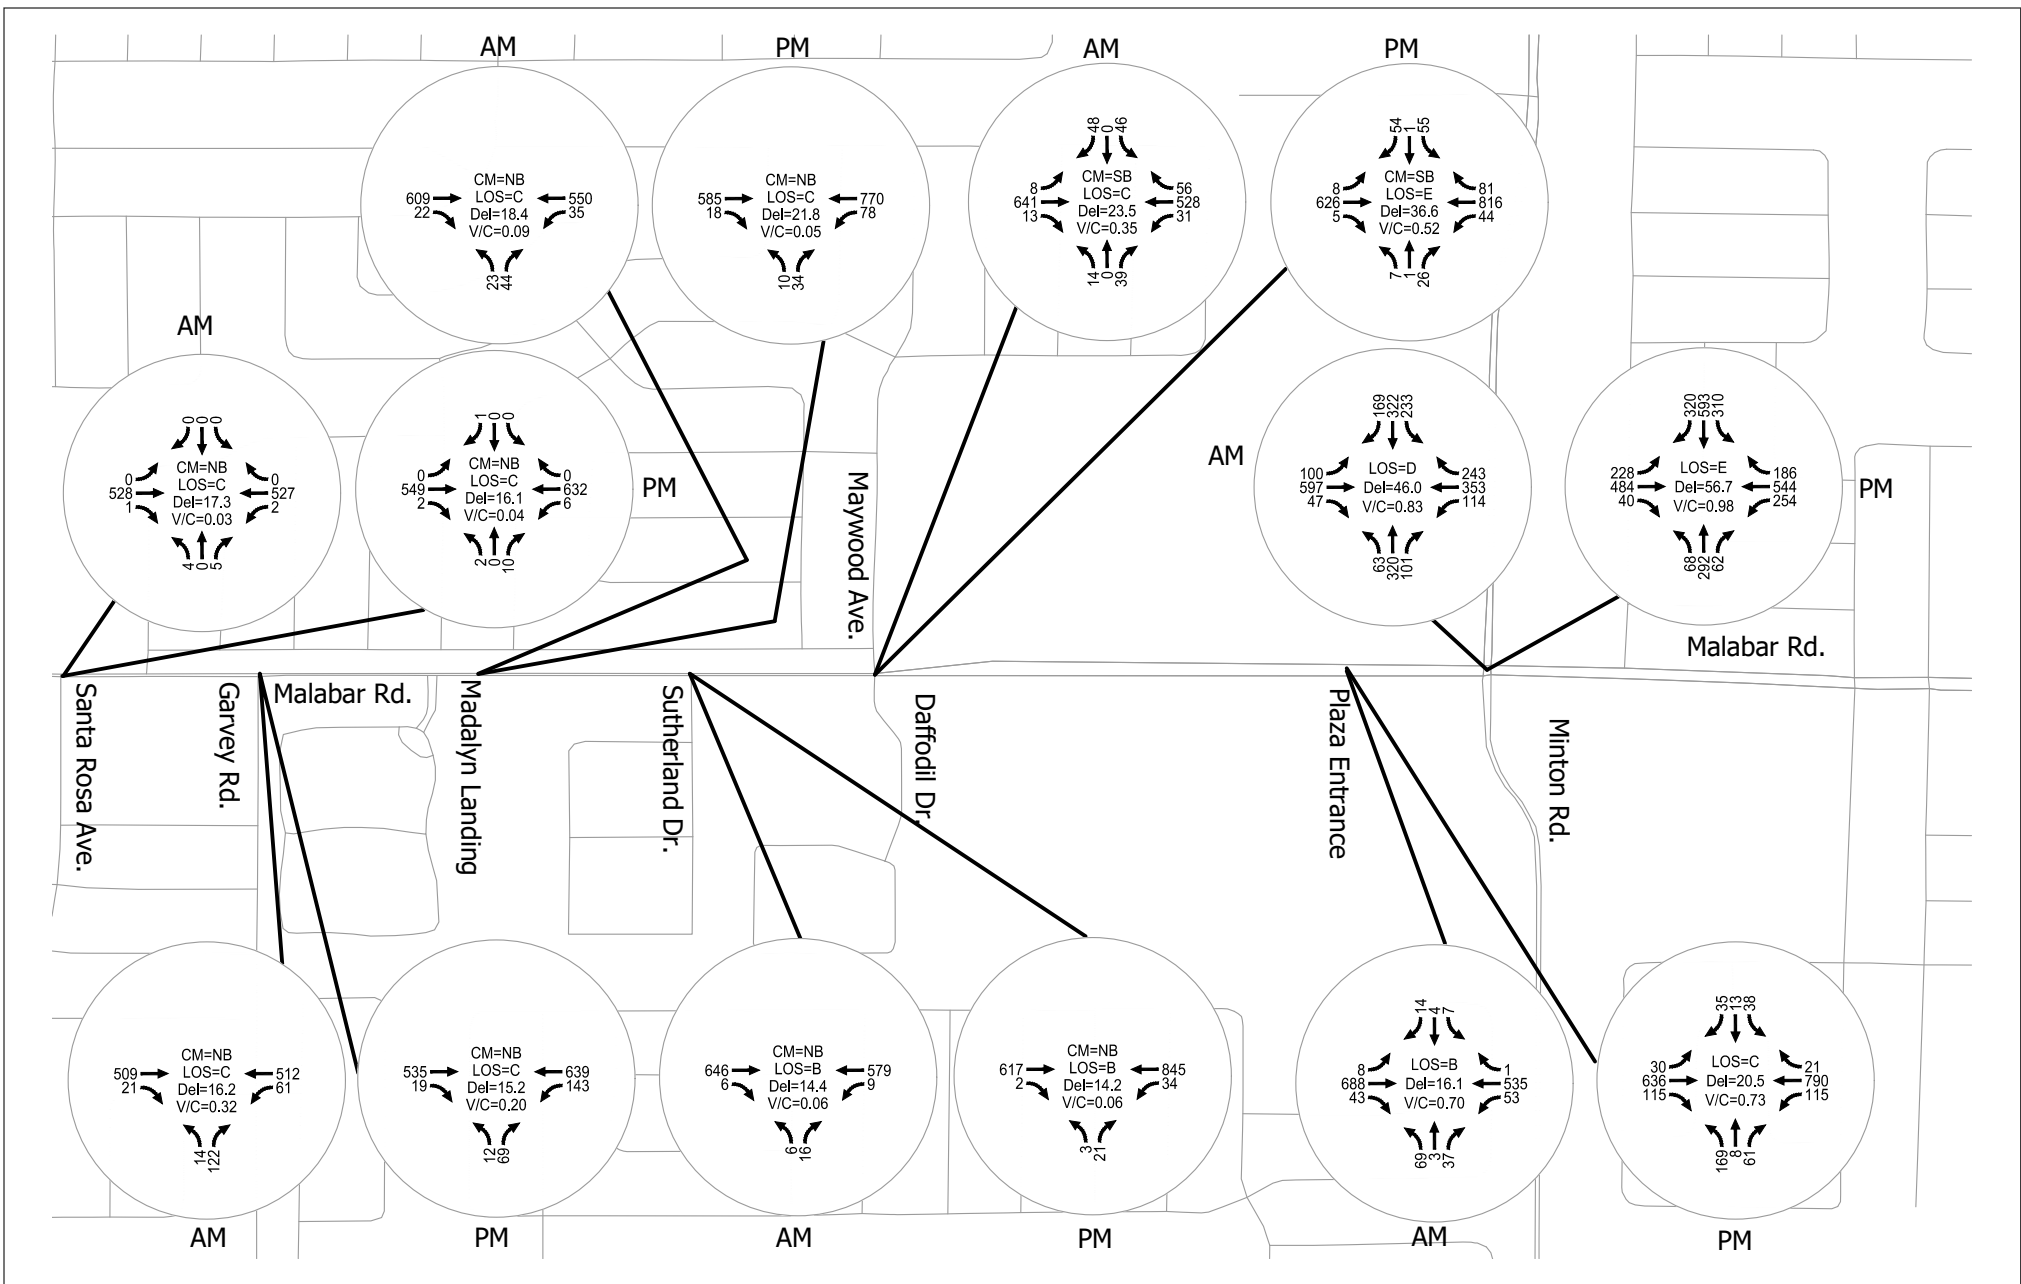 AM
PM
AM
PM
CM=NB
LOS=C
Del=18.4
V/C=0.09
609
22
550
35
23
44
CM=NB
LOS=C
Del=21.8
V/C=0.05
585
18
770
78
10
34
48
0
46
8
641
13
CM=SB
LOS=C
Del=23.5
V/C=0.35
56
528
31
14
0
39
54
1
55
8
626
5
CM=SB
LOS=E
Del=36.6
V/C=0.52
81
816
44
7
1
26
AM
0
0
0
0
528
1
CM=NB
LOS=C
Del=17.3
V/C=0.03
0
527
2
4
0
5
1
0
0
0
549
2
CM=NB
LOS=C
Del=16.1
V/C=0.04
0
632
6
2
0
10
PM
AM
169
322
233
100
597
47
LOS=D
Del=46.0
V/C=0.83
243
353
114
63
320
101
320
593
310
228
484
40
LOS=E
Del=56.7
V/C=0.98
186
544
254
68
292
62
PM
Maywood Ave.
Malabar Rd.
Santa Rosa Ave.
Garvey Rd.
Malabar Rd.
Madalyn Landing
Sutherland Dr.
Daffodil Dr.
Plaza Entrance
Minton Rd.
509
21
CM=NB
LOS=C
Del=16.2
V/C=0.32
512
61
14
122
535
19
CM=NB
LOS=C
Del=15.2
V/C=0.20
639
143
12
69
646
6
CM=NB
LOS=B
Del=14.4
V/C=0.06
579
9
6
16
617
2
CM=NB
LOS=B
Del=14.2
V/C=0.06
845
34
3
21
14
4
7
8
688
43
LOS=B
Del=16.1
V/C=0.70
1
535
53
69
3
37
35
13
38
30
636
115
LOS=C
Del=20.5
V/C=0.73
21
790
115
169
8
61
AM
PM
AM
PM
AM
PM